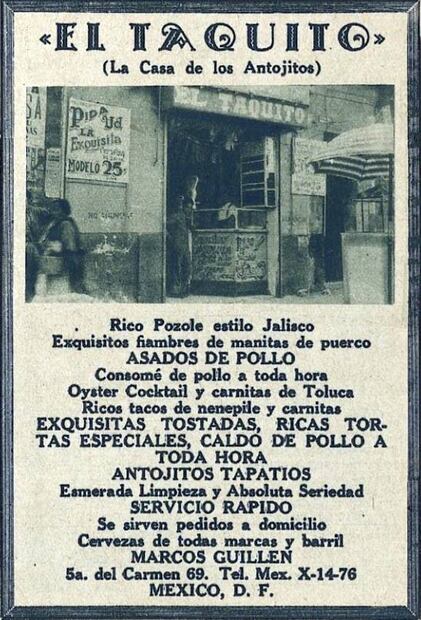 «EL TAQUITO»
(La Casa de los Antojitos)
EL TAQUITO
PIDA Ud
LA
EXQUISITA
MODELO 25¢
Rico Pozole estilo Jalisco
Exquisitos fiambres de manitas de puerco
ASADOS DE POLLO
Consomé de pollo a toda hora
Oyster Cocktail y carnitas de Toluca
Ricos tacos de nenepile y carnitas
EXQUISITAS TOSTADAS, RICAS TOR-
TAS ESPECIALES, CALDO DE POLLO A
TODA HORA
ANTOJITOS TAPATIOS
Esmerada Limpieza y Absoluta Seriedad
SERVICIO RAPIDO
Se sirven pedidos a domicilio
Cervezas de todas marcas y barril
MARCOS GUILLEN
5a. del Carmen 69. Tel. Mex. X-14-76
MEXICO, D. F.